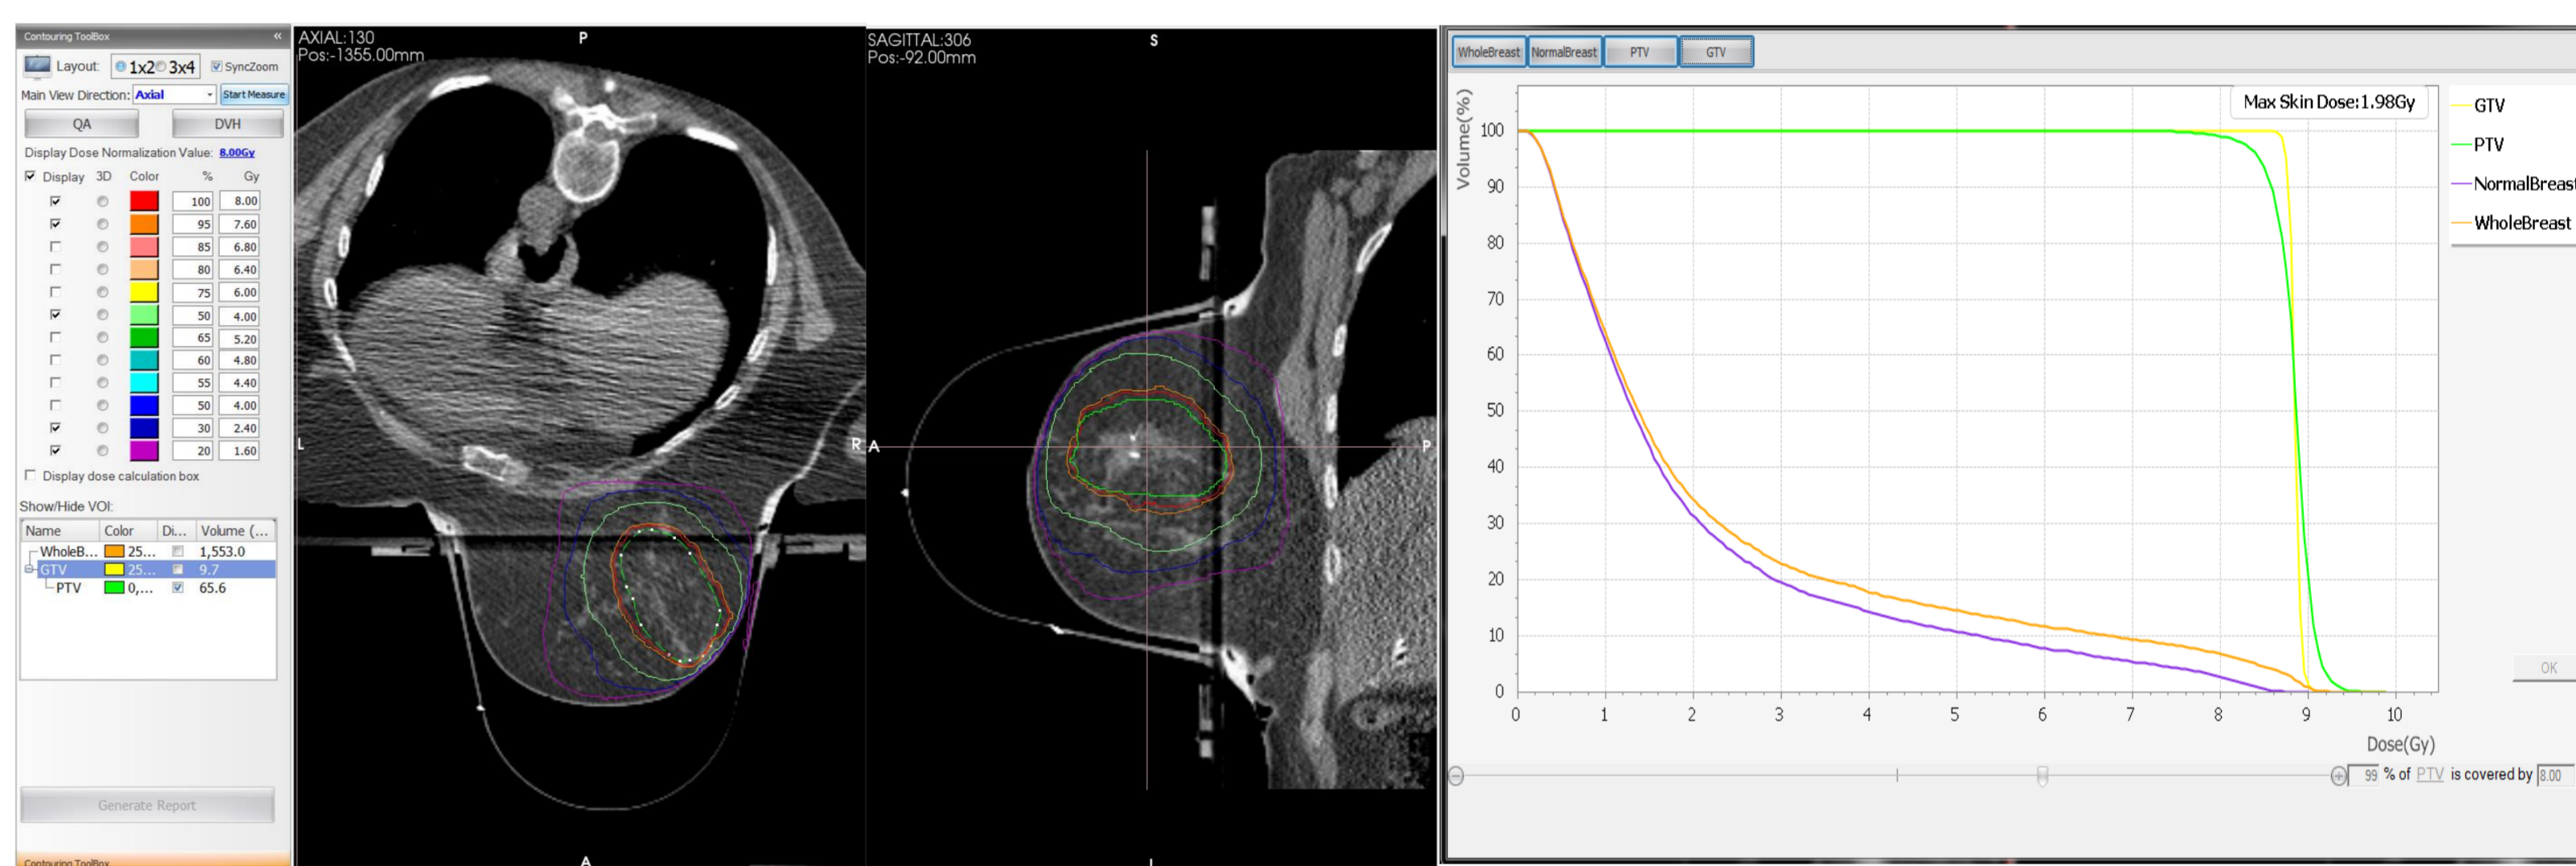 Contouring ToolBox «
Layout: 1x2 3x4 SyncZoom
Main View Direction: Axial Start Measure
QA DVH
Display Dose Normalization Value: 8.00Gy
Display 3D Color % Gy
100 8.00
95 7.60
85 6.80
80 6.40
75 6.00
50 4.00
65 5.20
60 4.80
55 4.40
50 4.00
30 2.40
20 1.60
Display dose calculation box
Show/Hide VOI:
Name Color Di... Volume (...
WholeB... 25... 1,553.0
GTV 25... 9.7
PTV 0,... 65.6
Generate Report
Contouring ToolBox
AXIAL:130
Pos:-1355.00mm
P
L
R
A
SAGITTAL:306
Pos:-92.00mm
S
A
P
I
WholeBreast NormalBreast PTV GTV
Max Skin Dose:1.98Gy
Volume(%)
100
90
80
70
60
50
40
30
20
10
0
0 1 2 3 4 5 6 7 8 9 10
Dose(Gy)
GTV
PTV
NormalBreast
WholeBreast
OK
99 % of PTV is covered by 8.00